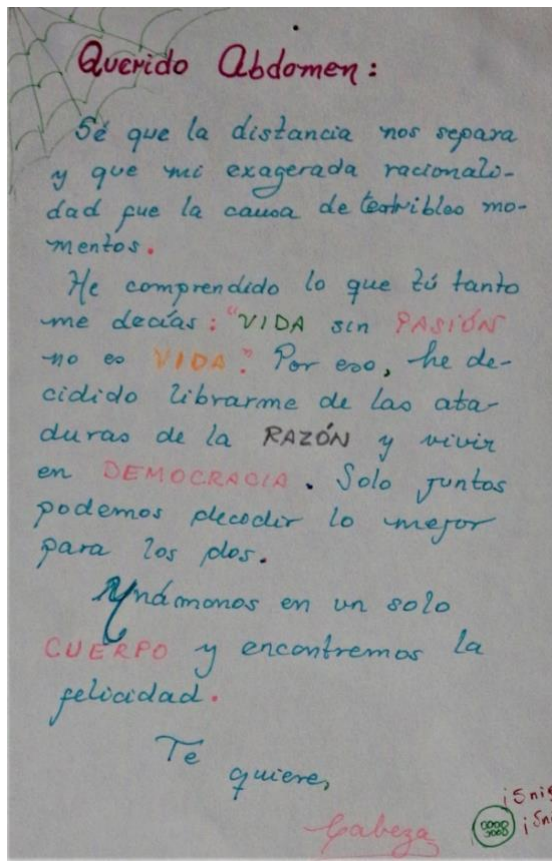 Querido Abdomen:
Sé que la distancia nos separa
y que mi exagerada racionali-
dad fue la causa de terribles mo-
mentos.
He comprendido lo que tú tanto
me decías: "VIDA sin PASIÓN
no es VIDA". Por eso, he de-
cidido librarme de las ata-
duras de la RAZÓN y vivir
en DEMOCRACIA. Solo juntos
podemos decidir lo mejor
para los dos.
Unámonos en un solo
CUERPO y encontremos la
felicidad.
Te
quiere,
Cabeza